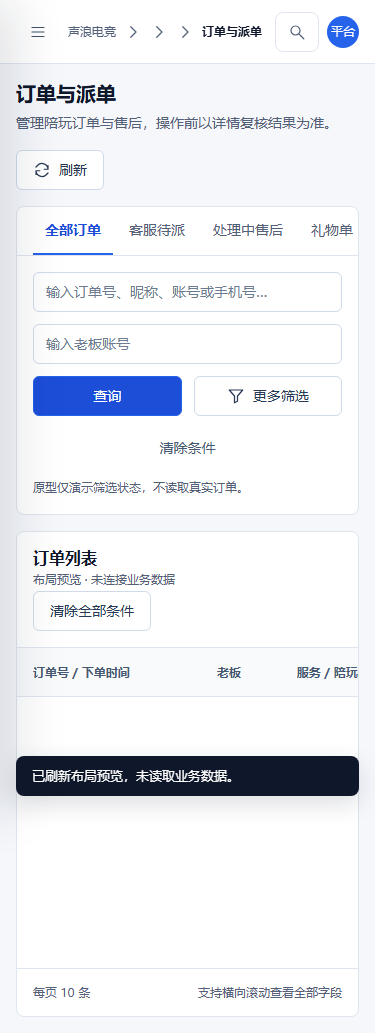 声浪电竞 订单与派单 平台
订单与派单
管理陪玩订单与售后，操作前以详情复核结果为准。
刷新
全部订单 客服待派 处理中售后 礼物单
输入订单号、昵称、账号或手机号...
输入老板账号
查询 更多筛选
清除条件
原型仅演示筛选状态，不读取真实订单。
订单列表
布局预览 · 未连接业务数据
清除全部条件
订单号 / 下单时间 老板 服务 / 陪玩
已刷新布局预览，未读取业务数据。
每页 10 条 支持横向滚动查看全部字段